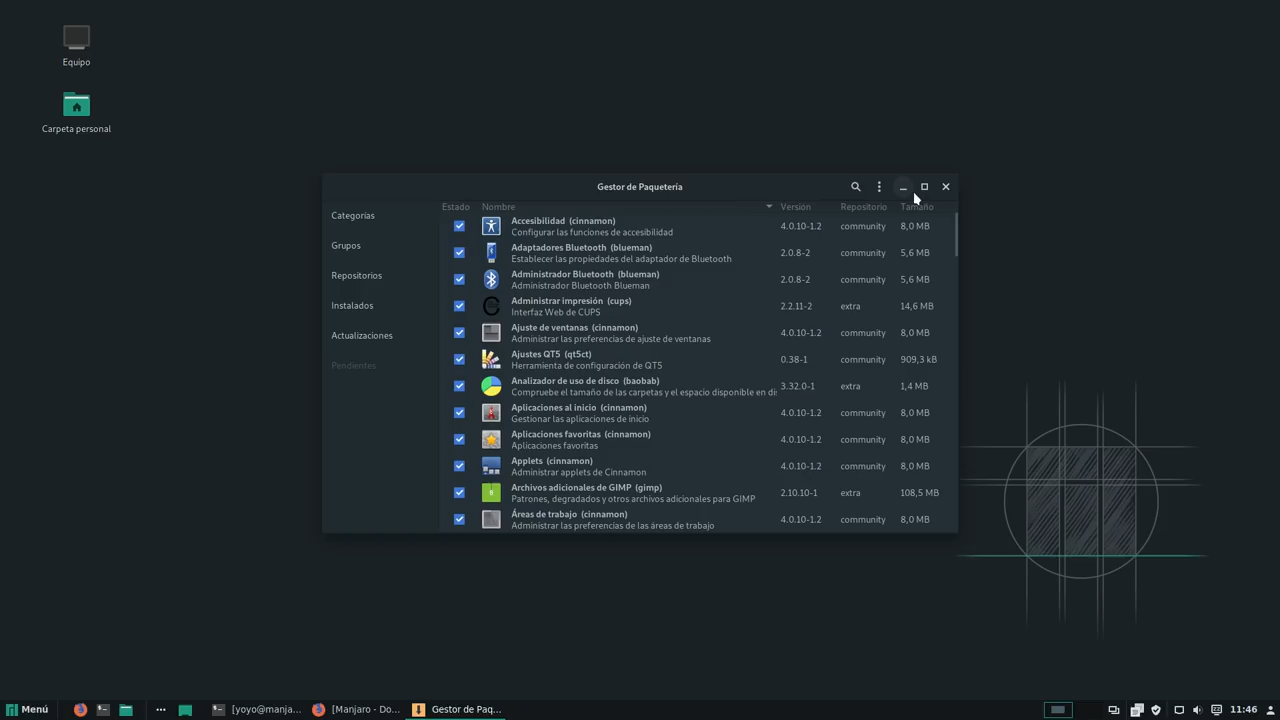 Equipo
Carpeta personal
Gestor de Paquetería
Categorías
Grupos
Repositorios
Instalados
Actualizaciones
Pendientes
Estado Nombre Versión Repositorio Tamaño
Accesibilidad (cinnamon)
Configurar las funciones de accesibilidad
4.0.10-1.2 community 8,0 MB
Adaptadores Bluetooth (blueman)
Establecer las propiedades del adaptador de Bluetooth
2.0.8-2 community 5,6 MB
Administrador Bluetooth (blueman)
Administrador Bluetooth Blueman
2.0.8-2 community 5,6 MB
Administrar impresión (cups)
Interfaz Web de CUPS
2.2.11-2 extra 14,6 MB
Ajuste de ventanas (cinnamon)
Administrar las preferencias de ajuste de ventanas
4.0.10-1.2 community 8,0 MB
Ajustes QT5 (qt5ct)
Herramienta de configuración de QT5
0.38-1 community 909,3 kB
Analizador de uso de disco (baobab)
Compruebe el tamaño de las carpetas y el espacio disponible en di
3.32.0-1 extra 1,4 MB
Aplicaciones al inicio (cinnamon)
Gestionar las aplicaciones de inicio
4.0.10-1.2 community 8,0 MB
Aplicaciones favoritas (cinnamon)
Aplicaciones favoritas
4.0.10-1.2 community 8,0 MB
Applets (cinnamon)
Administrar applets de Cinnamon
4.0.10-1.2 community 8,0 MB
Archivos adicionales de GIMP (gimp)
Patrones, degradados y otros archivos adicionales para GIMP
2.10.10-1 extra 108,5 MB
Áreas de trabajo (cinnamon)
Administrar las preferencias de las áreas de trabajo
4.0.10-1.2 community 8,0 MB
Menú [yoyo@manja... [Manjaro - Do... Gestor de Paq... 11:46